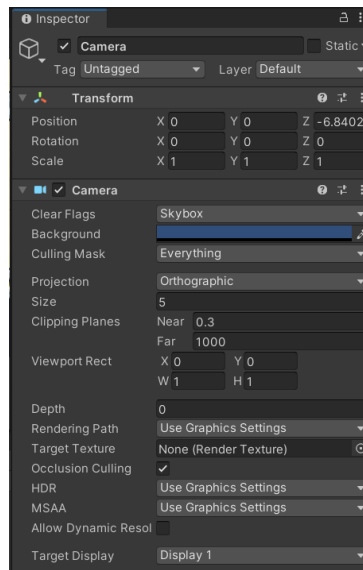 Inspector
Camera Static
Tag Untagged Layer Default
Transform
Position X 0 Y 0 Z -6.8402
Rotation X 0 Y 0 Z 0
Scale X 1 Y 1 Z 1
Camera
Clear Flags Skybox
Background
Culling Mask Everything
Projection Orthographic
Size 5
Clipping Planes Near 0.3
Far 1000
Viewport Rect X 0 Y 0
W 1 H 1
Depth 0
Rendering Path Use Graphics Settings
Target Texture None (Render Texture)
Occlusion Culling
HDR Use Graphics Settings
MSAA Use Graphics Settings
Allow Dynamic Resol
Target Display Display 1